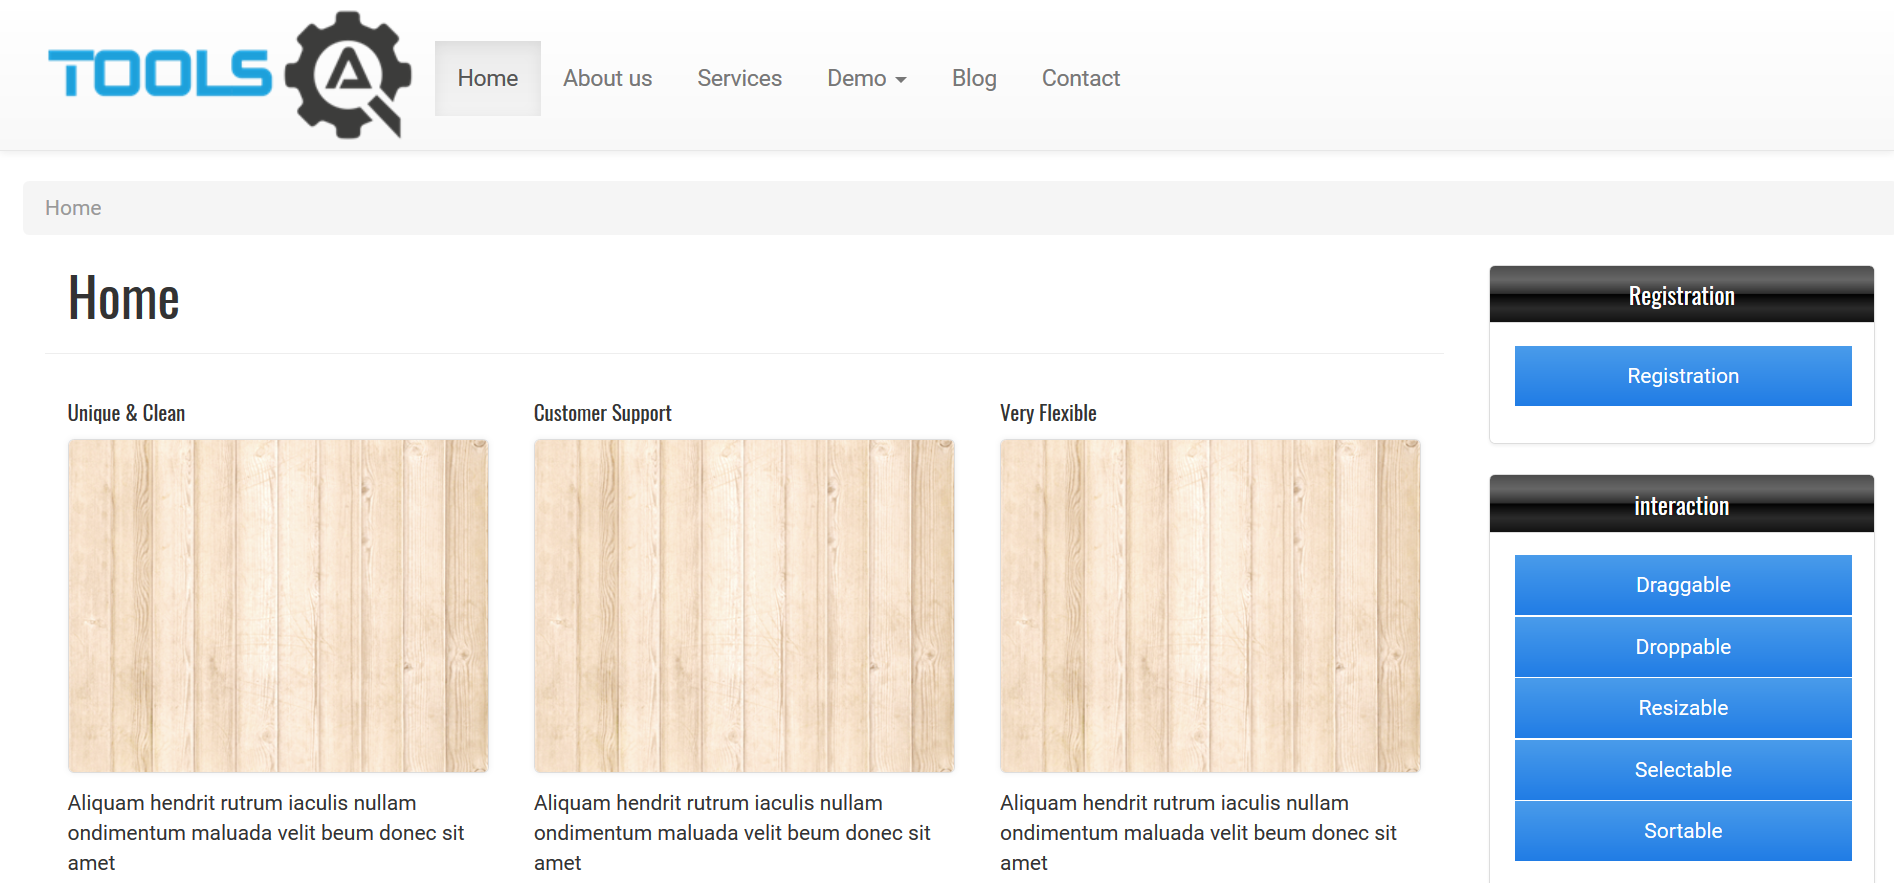 TOOLS QA
Home About us Services Demo Blog Contact
Home
Home
Unique & Clean
Aliquam hendrit rutrum iaculis nullam
ondimentum maluada velit beum donec sit
amet
Customer Support
Aliquam hendrit rutrum iaculis nullam
ondimentum maluada velit beum donec sit
amet
Very Flexible
Aliquam hendrit rutrum iaculis nullam
ondimentum maluada velit beum donec sit
amet
Registration
Registration
interaction
Draggable
Droppable
Resizable
Selectable
Sortable